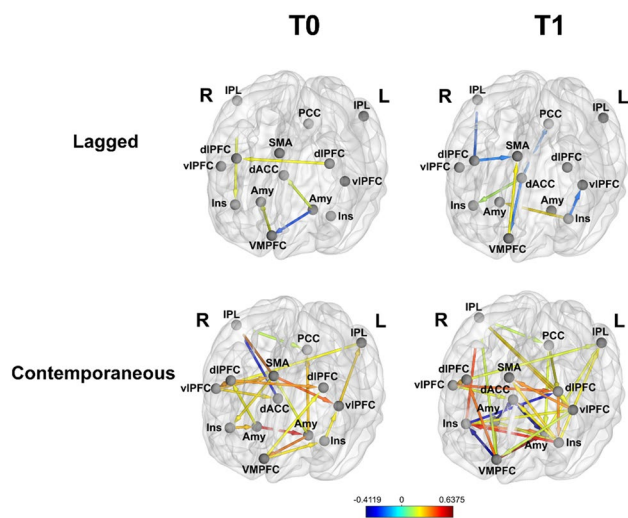 T0 T1
Lagged
R L
IPL IPL
PCC
SMA
dlPFC dlPFC
vlPFC vlPFC
dACC
Amy Amy
Ins Ins
VMPFC
R L
IPL IPL
PCC
SMA
dlPFC dlPFC
dACC vlPFC
Amy Amy
Ins Ins
VMPFC
Contemporaneous
R L
IPL IPL
PCC
SMA
dlPFC dlPFC
vlPFC vlPFC
dACC
Ins Amy Amy Ins
VMPFC
R L
IPL IPL
PCC
SMA
dlPFC dlPFC
vlPFC dACC
Amy vlPFC
Ins Amy Ins
VMPFC
-0.4119 0 0.6375